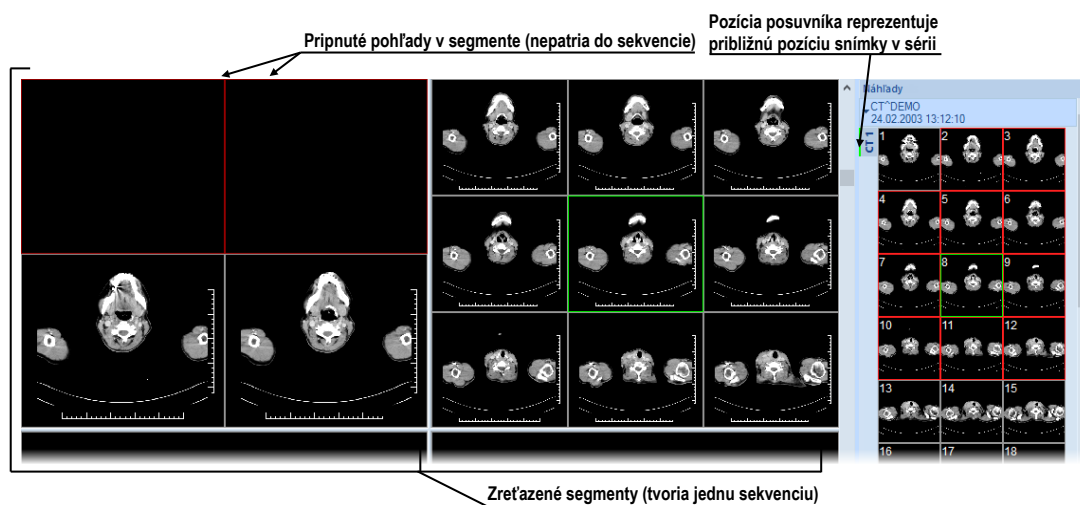 Pozícia posuvníka reprezentuje
približnú pozíciu snímky v sérii
Pripnuté pohľady v segmente (nepatria do sekvencie)
Náhľady
CT^DEMO
24.02.2003 13:12:10
CT 1
1 2 3
4 5 6
7 8 9
10 11 12
13 14 15
16 17 18
Zreťazené segmenty (tvoria jednu sekvenciu)